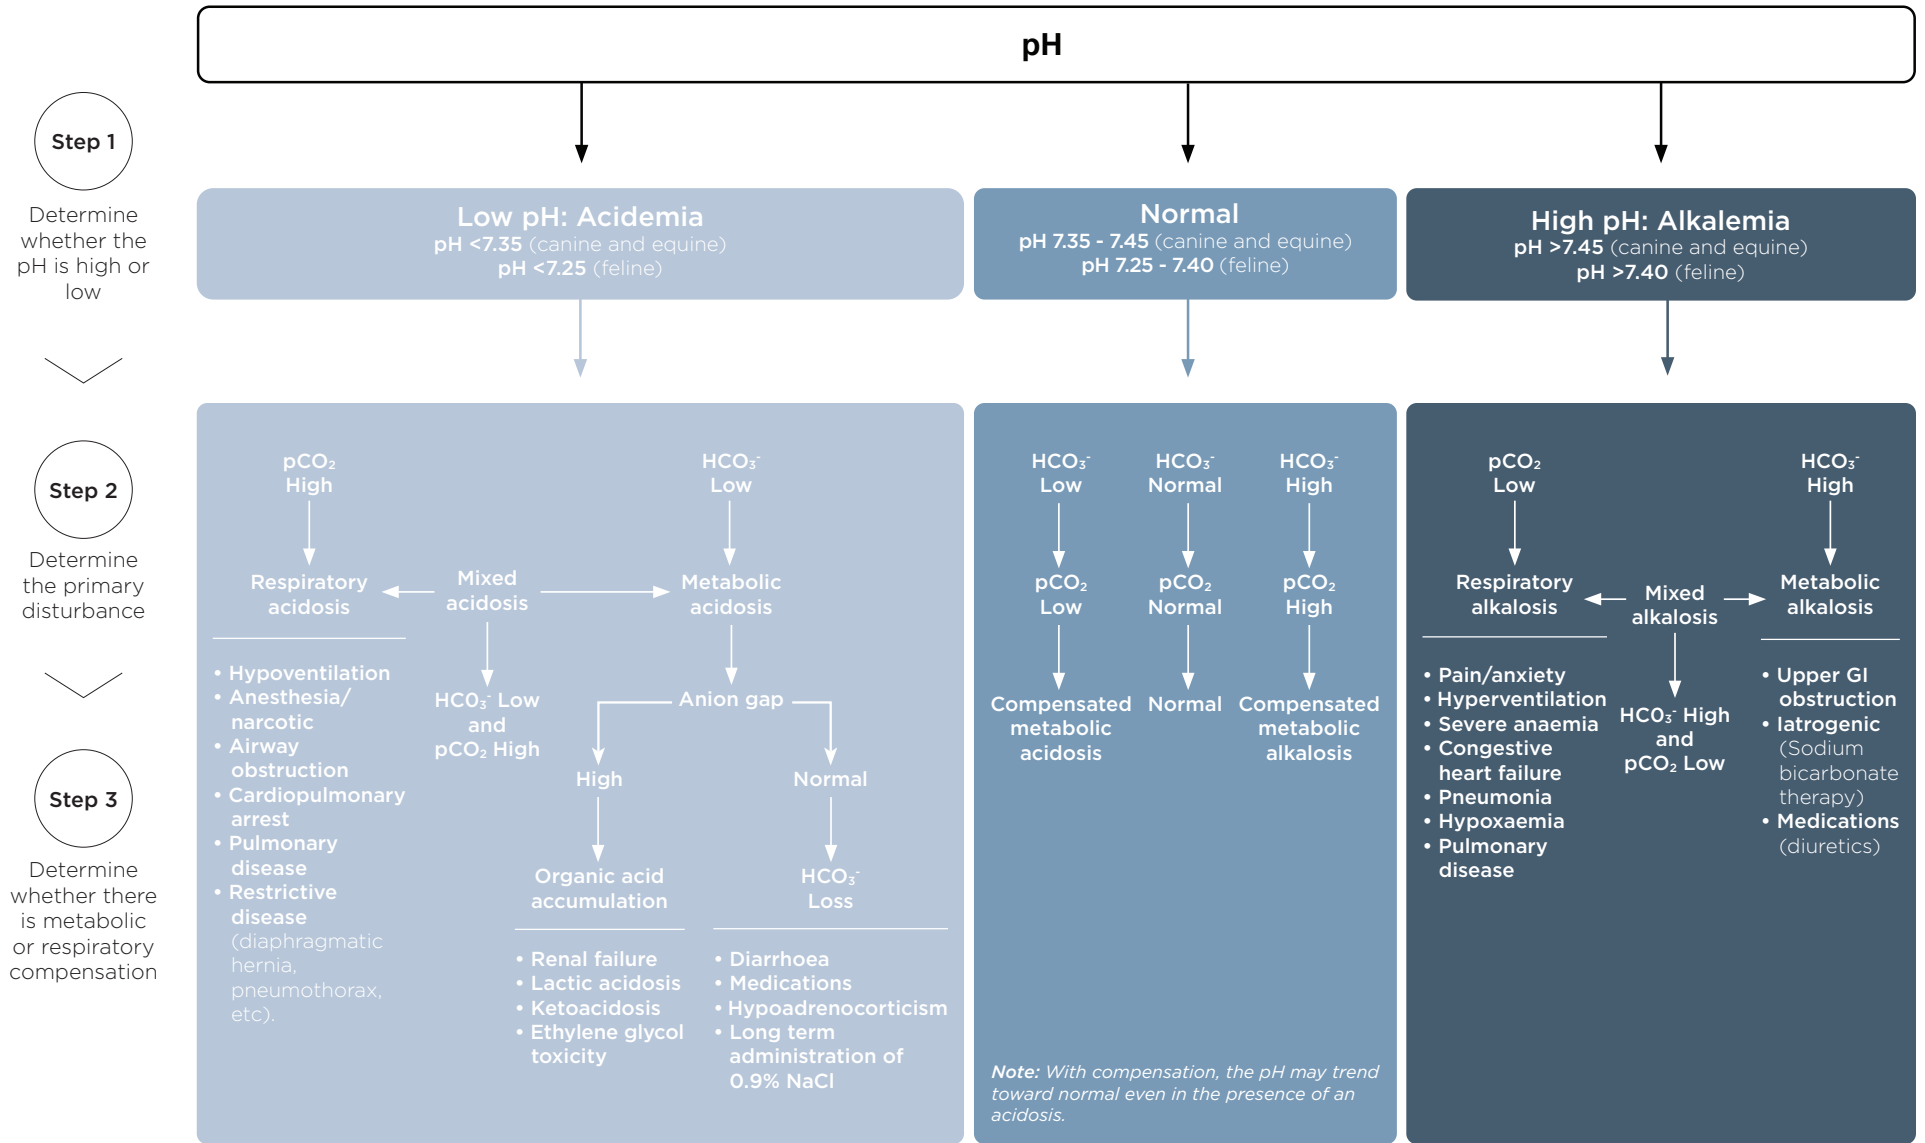 pH
Step 1
Determine
whether the
pH is high or
low
Step 2
Determine
the primary
disturbance
Step 3
Determine
whether there
is metabolic
or respiratory
compensation
Low pH: Acidemia
pH <7.35 (canine and equine)
pH <7.25 (feline)
Normal
pH 7.35 - 7.45 (canine and equine)
pH 7.25 - 7.40 (feline)
High pH: Alkalemia
pH >7.45 (canine and equine)
pH >7.40 (feline)
pCO₂
High
Respiratory
acidosis
• Hypoventilation
• Anesthesia/
narcotic
• Airway
obstruction
• Cardiopulmonary
arrest
• Pulmonary
disease
• Restrictive
disease
(diaphragmatic
hernia,
pneumothorax,
etc).
Mixed
acidosis
HC0₃⁻ Low
and
pCO₂ High
HCO₃⁻
Low
Metabolic
acidosis
Anion gap
High
Organic acid
accumulation
• Renal failure
• Lactic acidosis
• Ketoacidosis
• Ethylene glycol
toxicity
Normal
HCO₃⁻
Loss
• Diarrhoea
• Medications
• Hypoadrenocorticism
• Long term
administration of
0.9% NaCl
HCO₃⁻
Low
pCO₂
Low
Compensated
metabolic
acidosis
HCO₃⁻
Normal
pCO₂
Normal
Normal
HCO₃⁻
High
pCO₂
High
Compensated
metabolic
alkalosis
Note: With compensation, the pH may trend
toward normal even in the presence of an
acidosis.
pCO₂
Low
Respiratory
alkalosis
• Pain/anxiety
• Hyperventilation
• Severe anaemia
• Congestive
heart failure
• Pneumonia
• Hypoxaemia
• Pulmonary
disease
Mixed
alkalosis
HC0₃⁻ High
and
pCO₂ Low
HCO₃⁻
High
Metabolic
alkalosis
• Upper GI
obstruction
• Iatrogenic
(Sodium
bicarbonate
therapy)
• Medications
(diuretics)